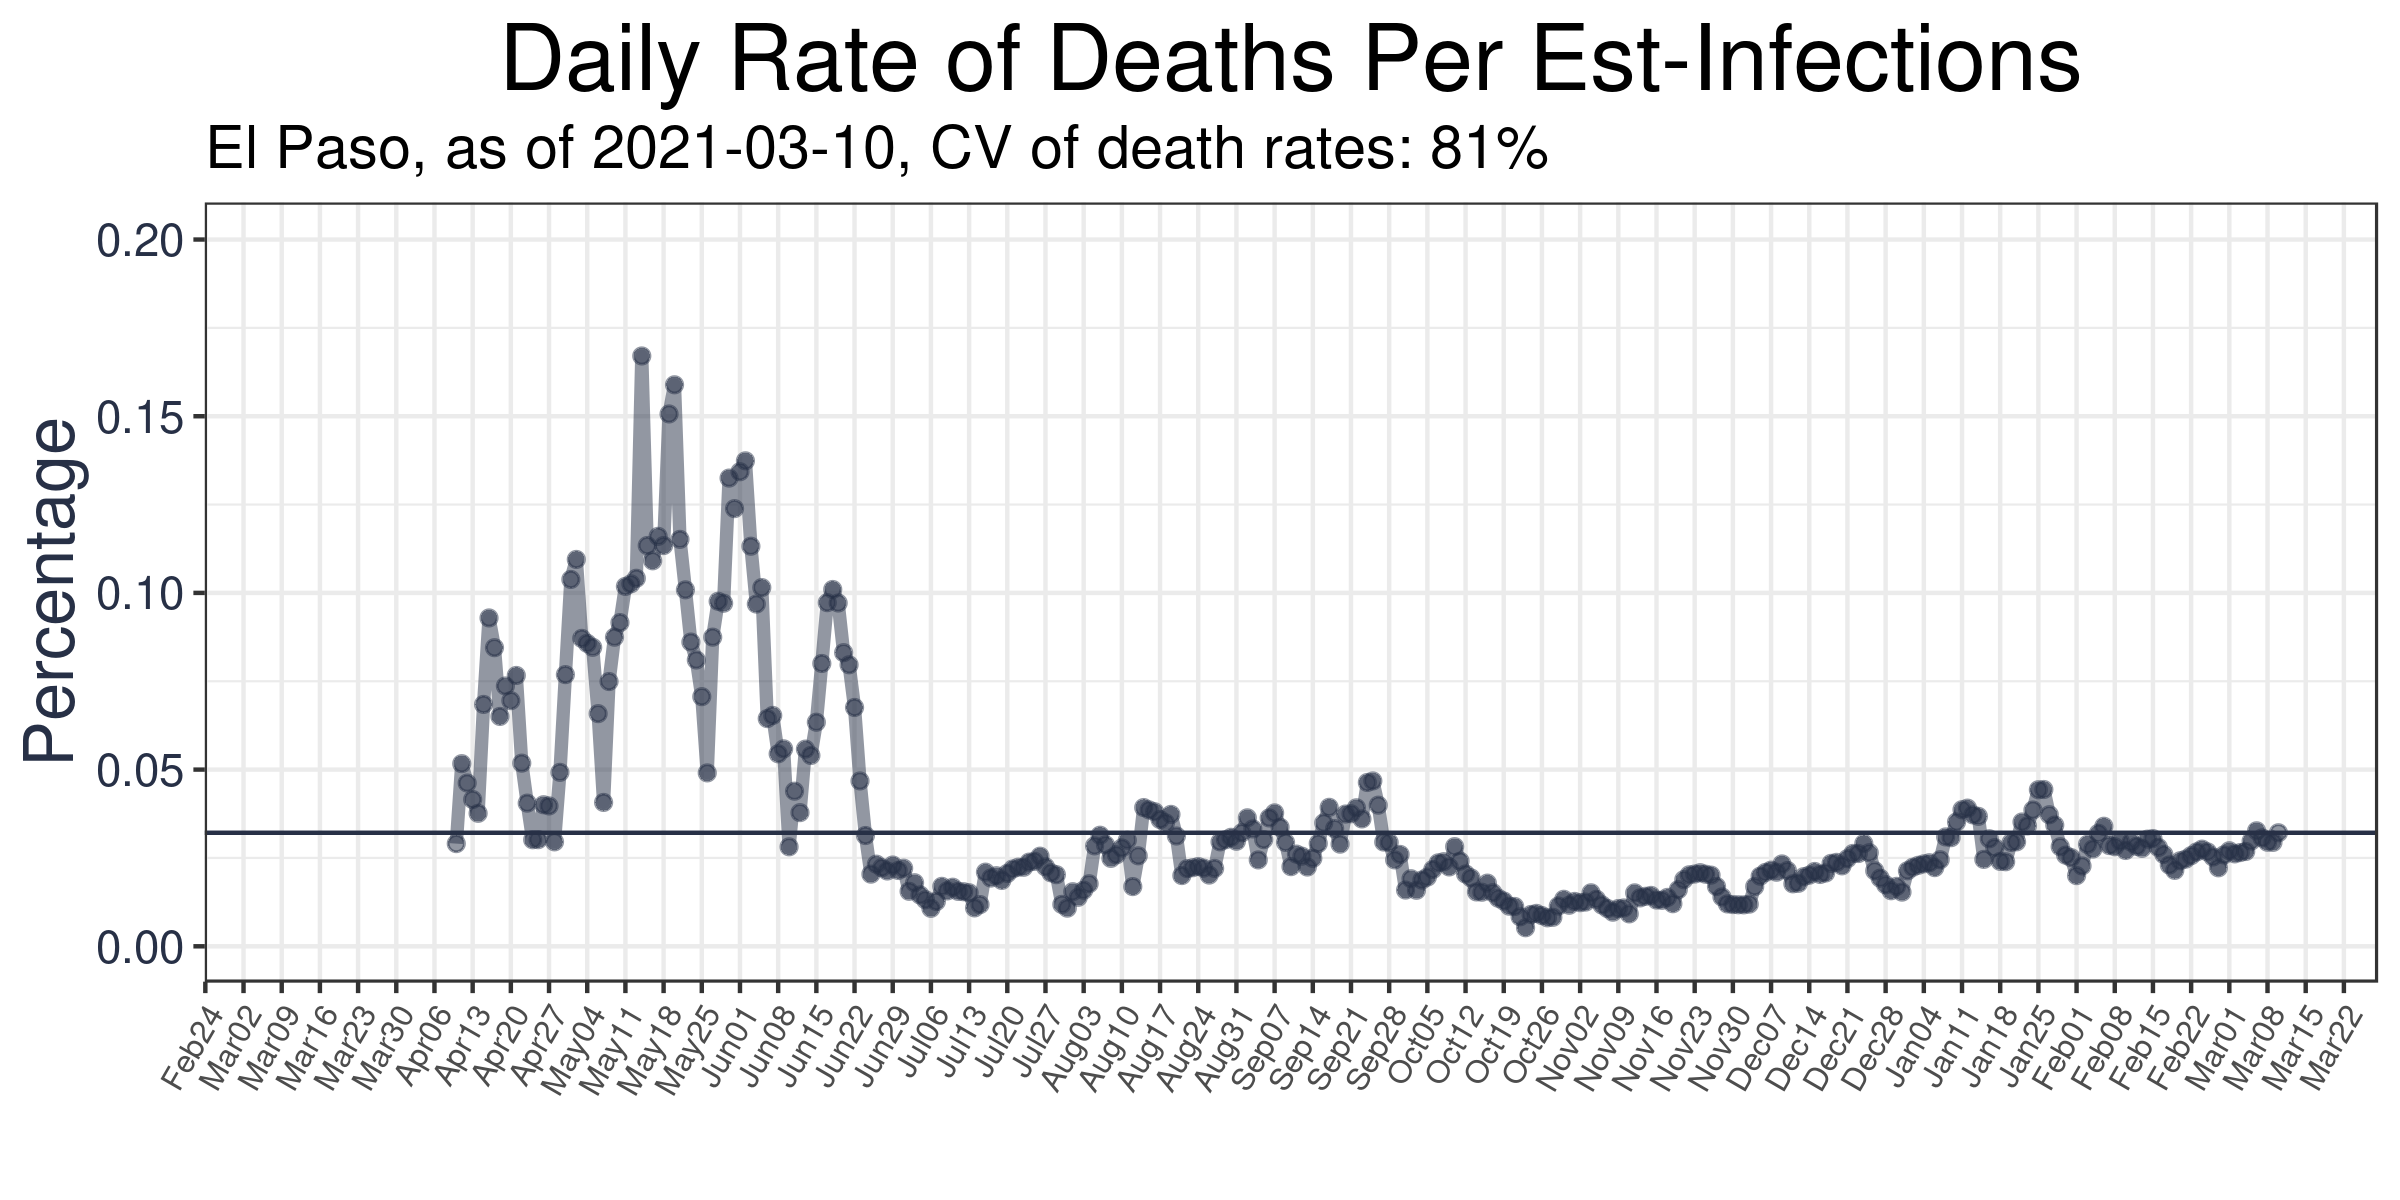 Daily Rate of Deaths Per Est-Infections
El Paso, as of 2021-03-10, CV of death rates: 81%
Percentage
0.20
0.15
0.10
0.05
0.00
Feb24
Mar02
Mar09
Mar16
Mar23
Mar30
Apr06
Apr13
Apr20
Apr27
May04
May11
May18
May25
Jun01
Jun08
Jun15
Jun22
Jun29
Jul06
Jul13
Jul20
Jul27
Aug03
Aug10
Aug17
Aug24
Aug31
Sep07
Sep14
Sep21
Sep28
Oct05
Oct12
Oct19
Oct26
Nov02
Nov09
Nov16
Nov23
Nov30
Dec07
Dec14
Dec21
Dec28
Jan04
Jan11
Jan18
Jan25
Feb01
Feb08
Feb15
Feb22
Mar01
Mar08
Mar15
Mar22